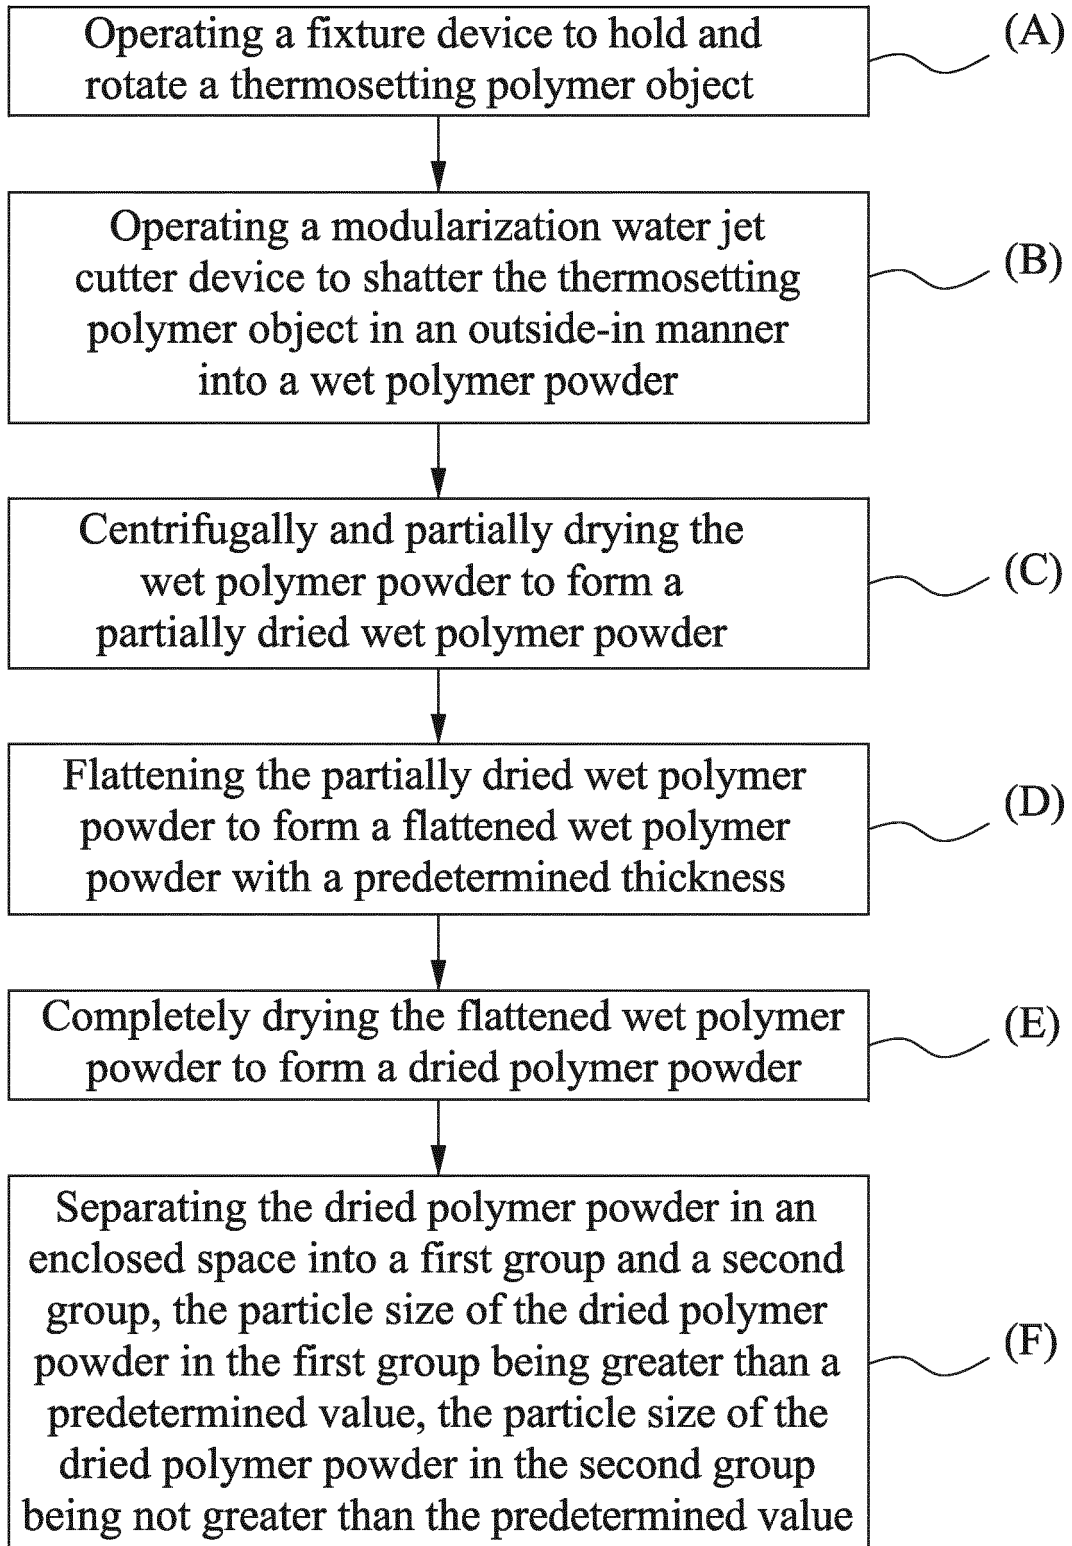 Operating a fixture device to hold and
rotate a thermosetting polymer object
(A)
Operating a modularization water jet
cutter device to shatter the thermosetting
polymer object in an outside-in manner
into a wet polymer powder
(B)
Centrifugally and partially drying the
wet polymer powder to form a
partially dried wet polymer powder
(C)
Flattening the partially dried wet polymer
powder to form a flattened wet polymer
powder with a predetermined thickness
(D)
Completely drying the flattened wet polymer
powder to form a dried polymer powder
(E)
Separating the dried polymer powder in an
enclosed space into a first group and a second
group, the particle size of the dried polymer
powder in the first group being greater than a
predetermined value, the particle size of the
dried polymer powder in the second group
being not greater than the predetermined value
(F)